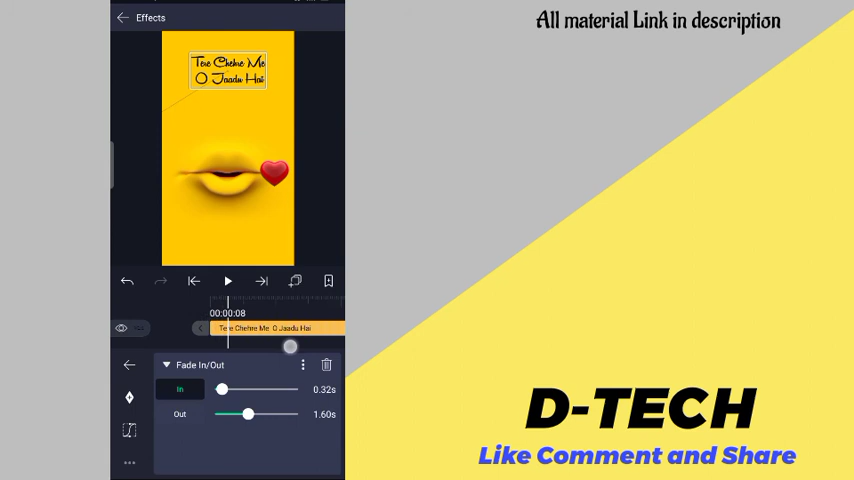 Effects
All material Link in description
Tere Chehre Me
O Jaadu Hai
00:00:08
Tere Chehre Me O Jaadu Hai
Fade In/Out
In 0.32s
Out 1.60s
D-TECH
Like Comment and Share